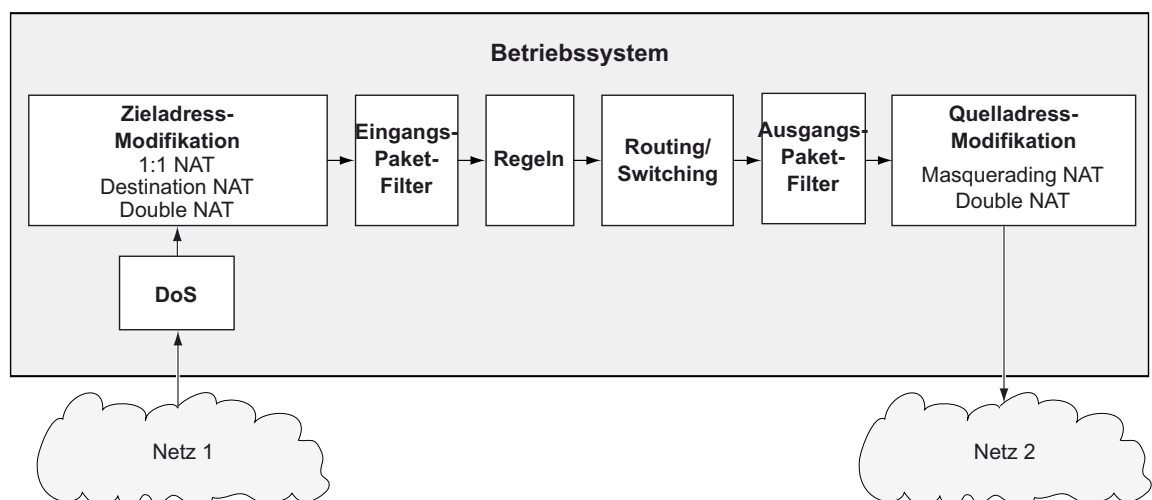 Betriebssystem
Zieladress-
Modifikation
1:1 NAT
Destination NAT
Double NAT
Eingangs-
Paket-
Filter
Regeln
Routing/
Switching
Ausgangs-
Paket-
Filter
Quelladress-
Modifikation
Masquerading NAT
Double NAT
DoS
Netz 1
Netz 2